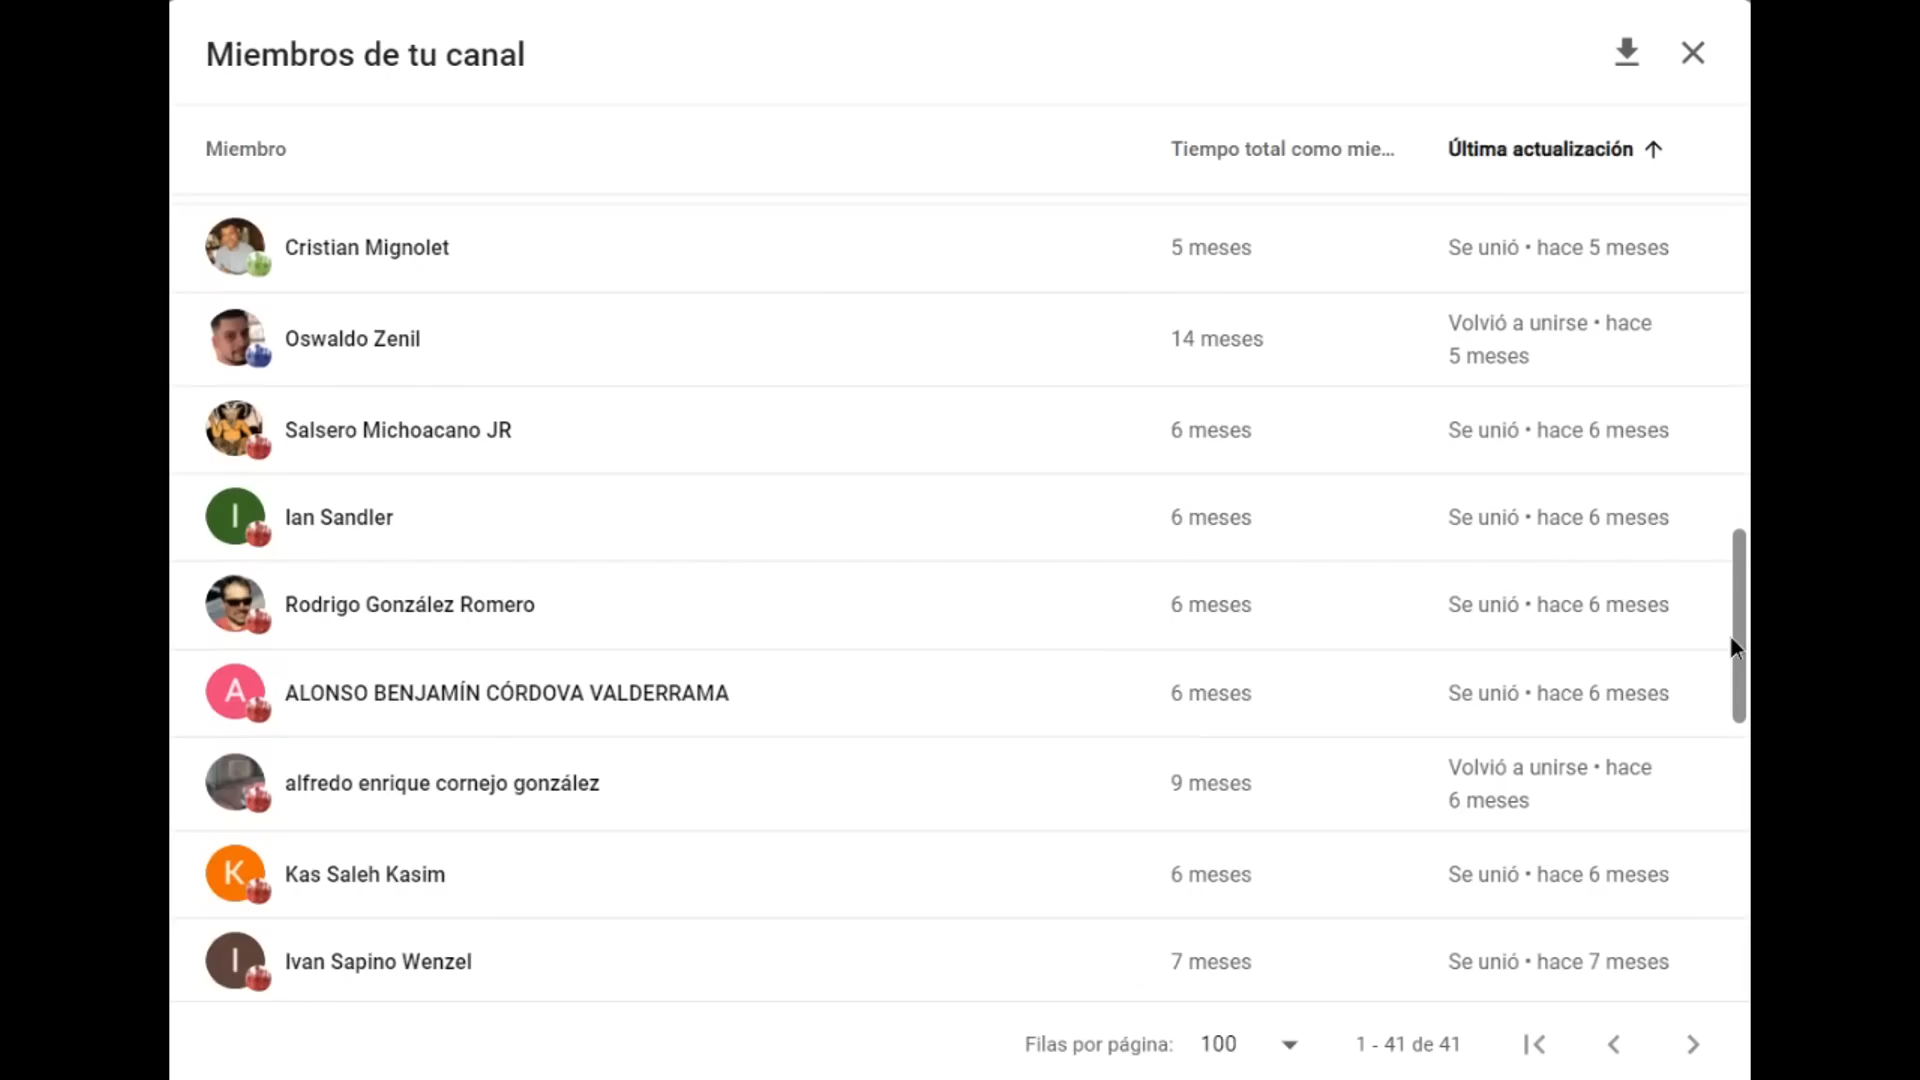 Miembros de tu canal
Miembro Tiempo total como mie... Última actualización
Cristian Mignolet 5 meses Se unió • hace 5 meses
Oswaldo Zenil 14 meses Volvió a unirse • hace
5 meses
Salsero Michoacano JR 6 meses Se unió • hace 6 meses
I Ian Sandler 6 meses Se unió • hace 6 meses
Rodrigo González Romero 6 meses Se unió • hace 6 meses
A ALONSO BENJAMÍN CÓRDOVA VALDERRAMA 6 meses Se unió • hace 6 meses
alfredo enrique cornejo gonzález 9 meses Volvió a unirse • hace
6 meses
K Kas Saleh Kasim 6 meses Se unió • hace 6 meses
I Ivan Sapino Wenzel 7 meses Se unió • hace 7 meses
Filas por página: 100 1 - 41 de 41